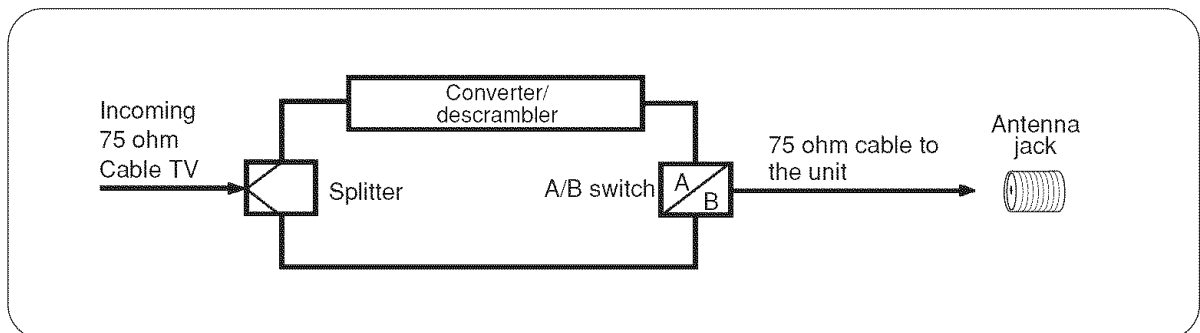 Incoming
75 ohm
Cable TV
Converter/
descrambler
Splitter
A/B switch
A
B
75 ohm cable to
the unit
Antenna
jack